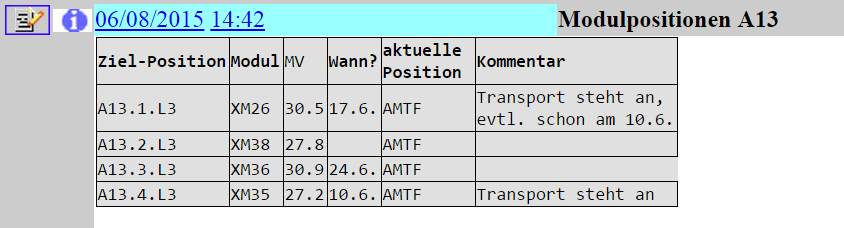 06/08/2015 14:42 Modulpositionen A13
Ziel-Position Modul MV Wann? aktuelle Position Kommentar
A13.1.L3 XM26 30.5 17.6. AMTF Transport steht an, evtl. schon am 10.6.
A13.2.L3 XM38 27.8 AMTF
A13.3.L3 XM36 30.9 24.6. AMTF
A13.4.L3 XM35 27.2 10.6. AMTF Transport steht an